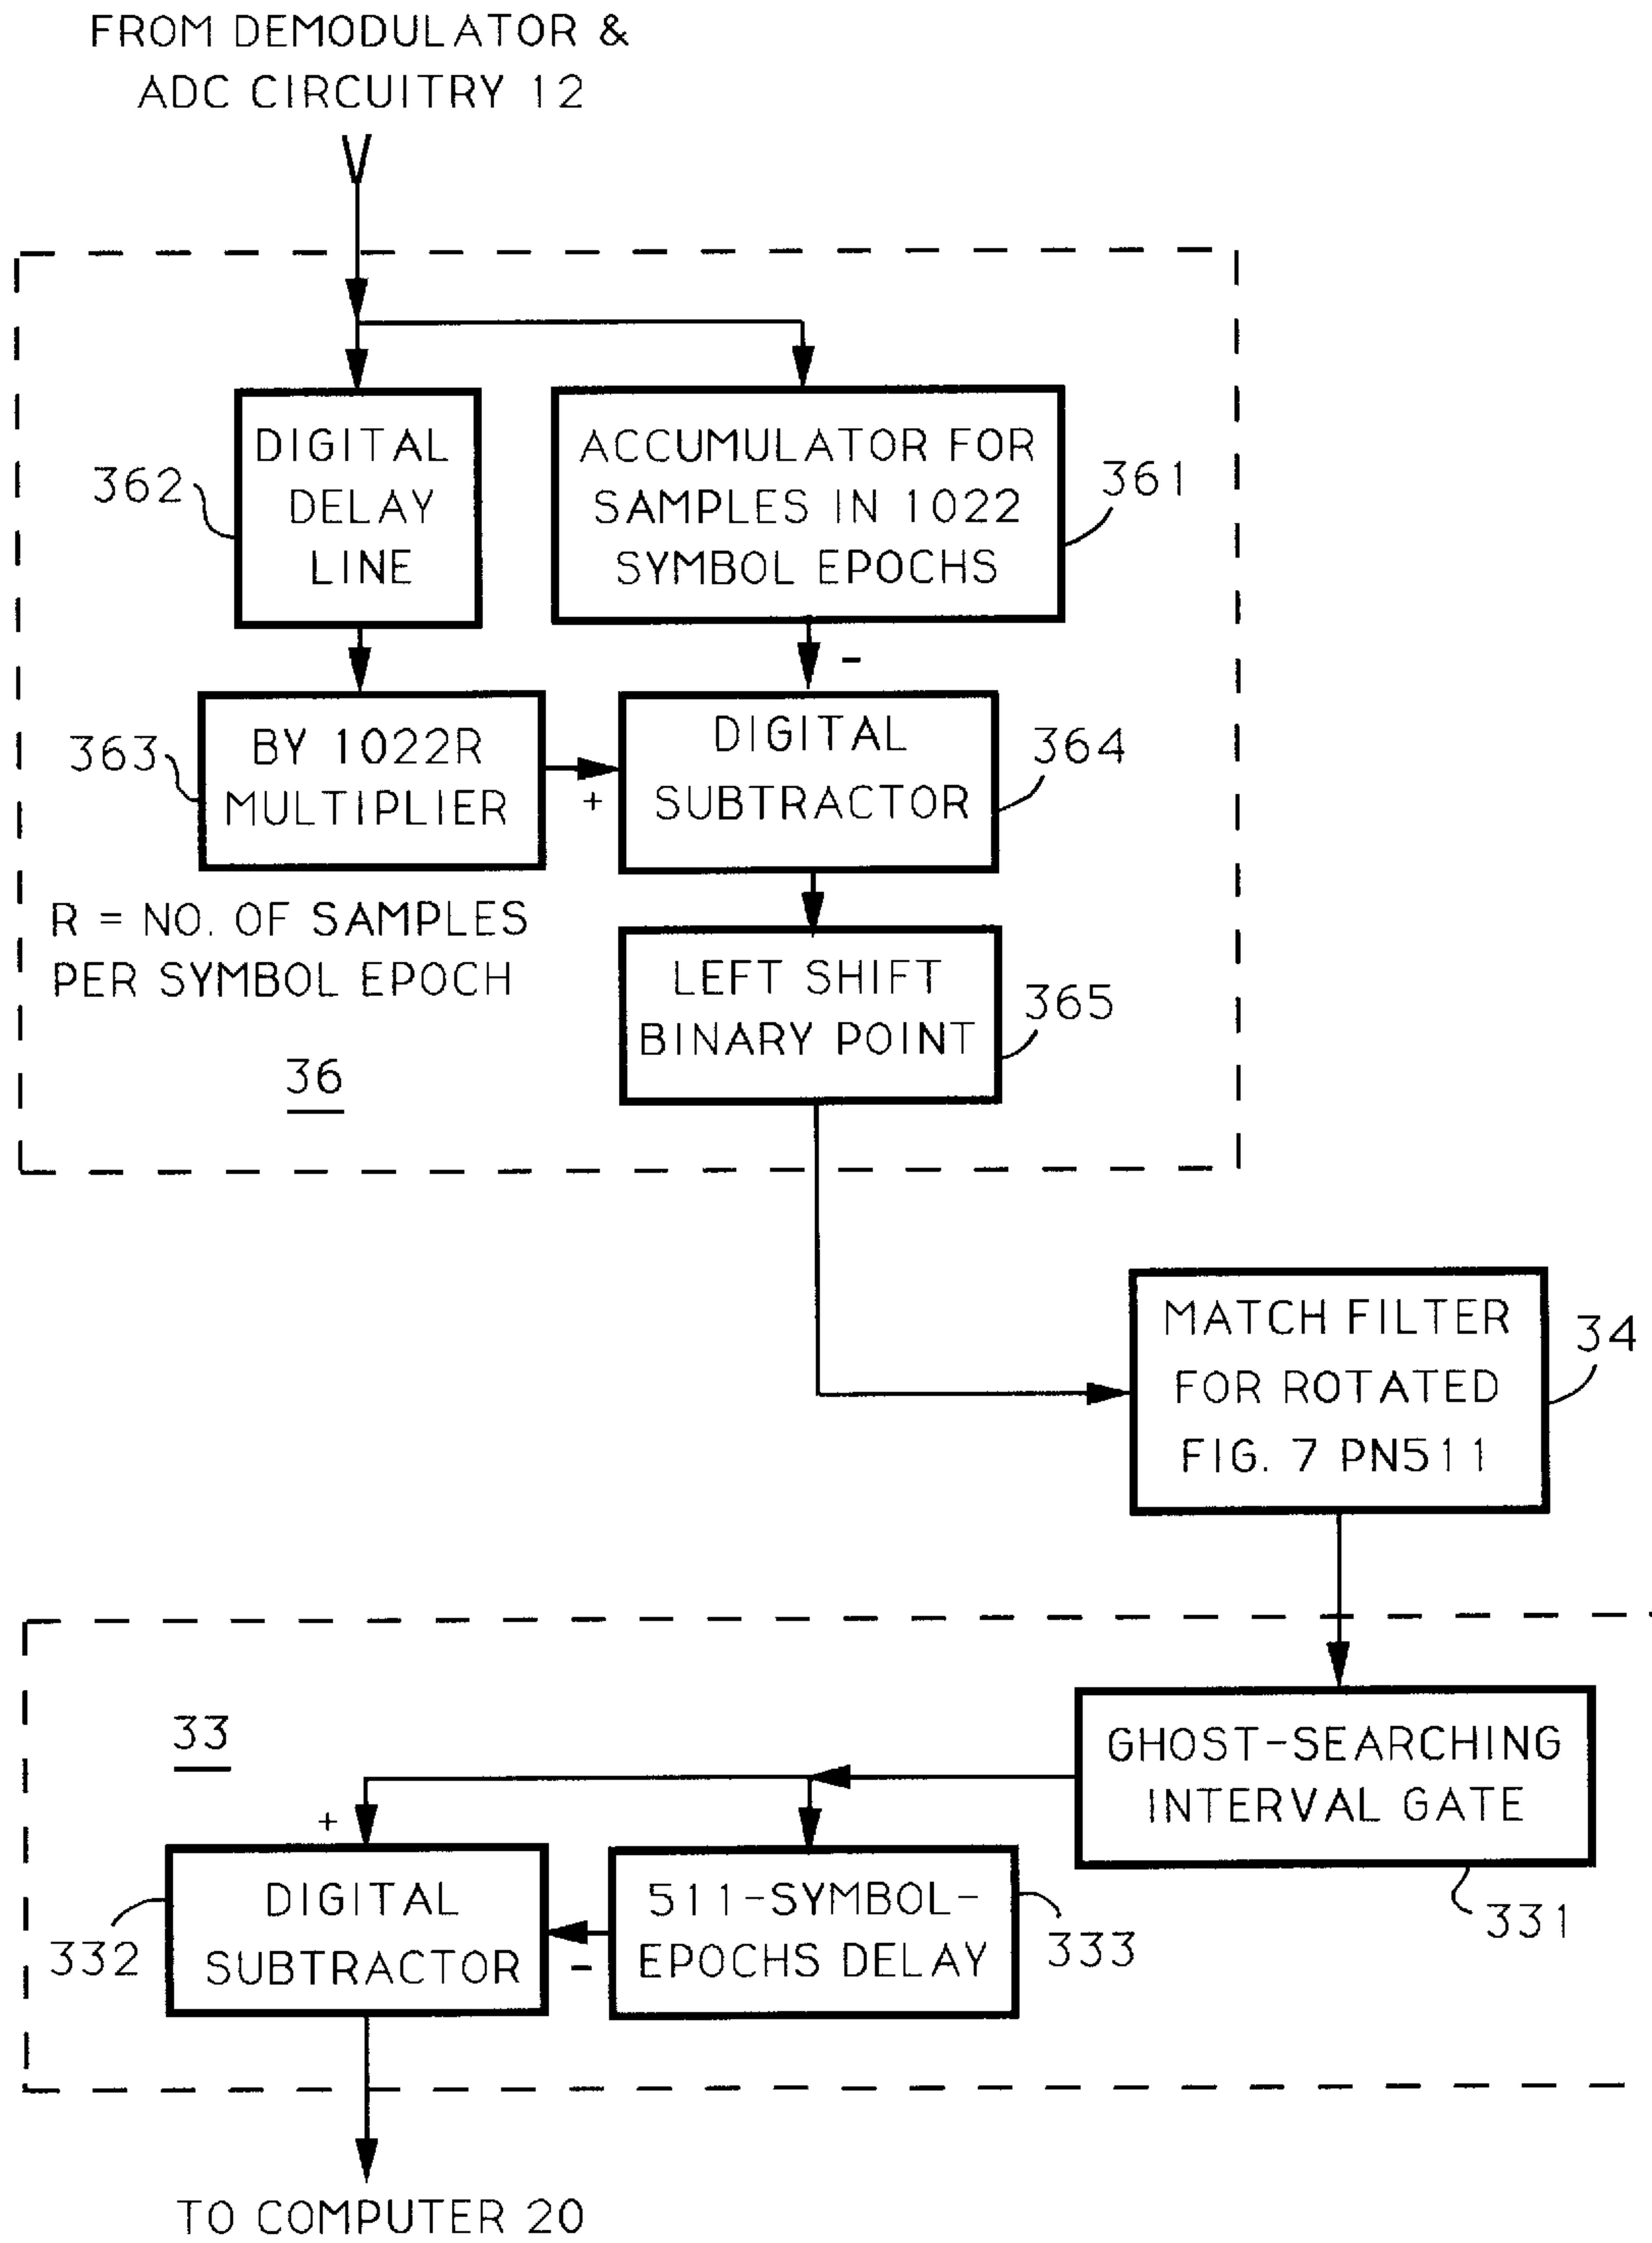 FROM DEMODULATOR &
ADC CIRCUITRY 12
DIGITAL
DELAY
LINE
362
ACCUMULATOR FOR
SAMPLES IN 1022
SYMBOL EPOCHS
361
-
BY 1022R
MULTIPLIER
363
+
DIGITAL
SUBTRACTOR
364
R = NO. OF SAMPLES
PER SYMBOL EPOCH
LEFT SHIFT
BINARY POINT
365
36
MATCH FILTER
FOR ROTATED
FIG. 7 PN511
34
33
GHOST-SEARCHING
INTERVAL GATE
331
+
DIGITAL
SUBTRACTOR
332
-
511-SYMBOL-
EPOCHS DELAY
333
TO COMPUTER 20